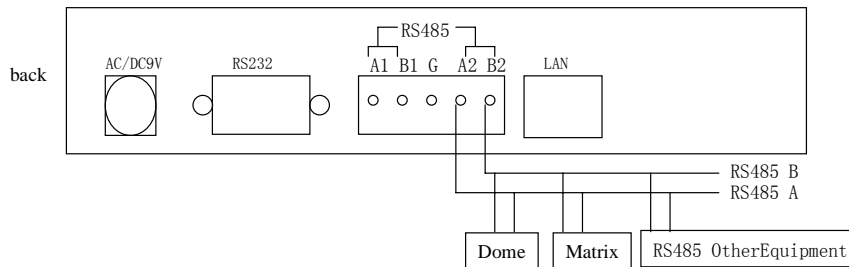 RS485
AC/DC9V RS232 A1 B1 G A2 B2 LAN
back
RS485 B
RS485 A
Dome Matrix RS485 OtherEquipment